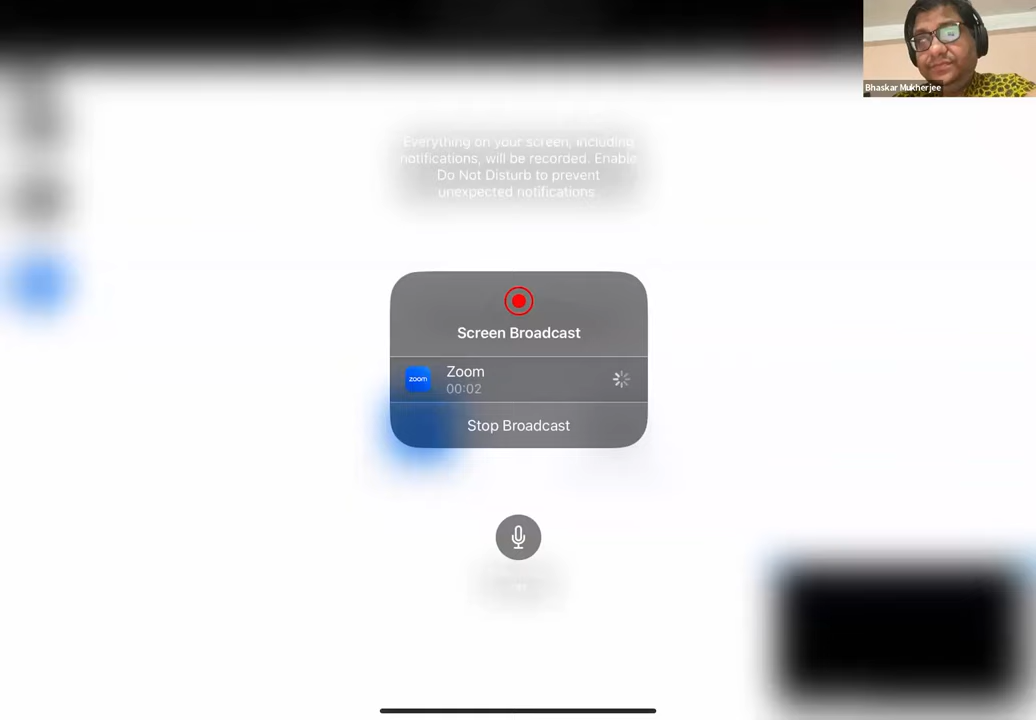 Bhaskar Mukherjee
Everything on your screen, including
notifications, will be recorded. Enable
Do Not Disturb to prevent
unexpected notifications.
Screen Broadcast
zoom
Zoom
00:02
Stop Broadcast